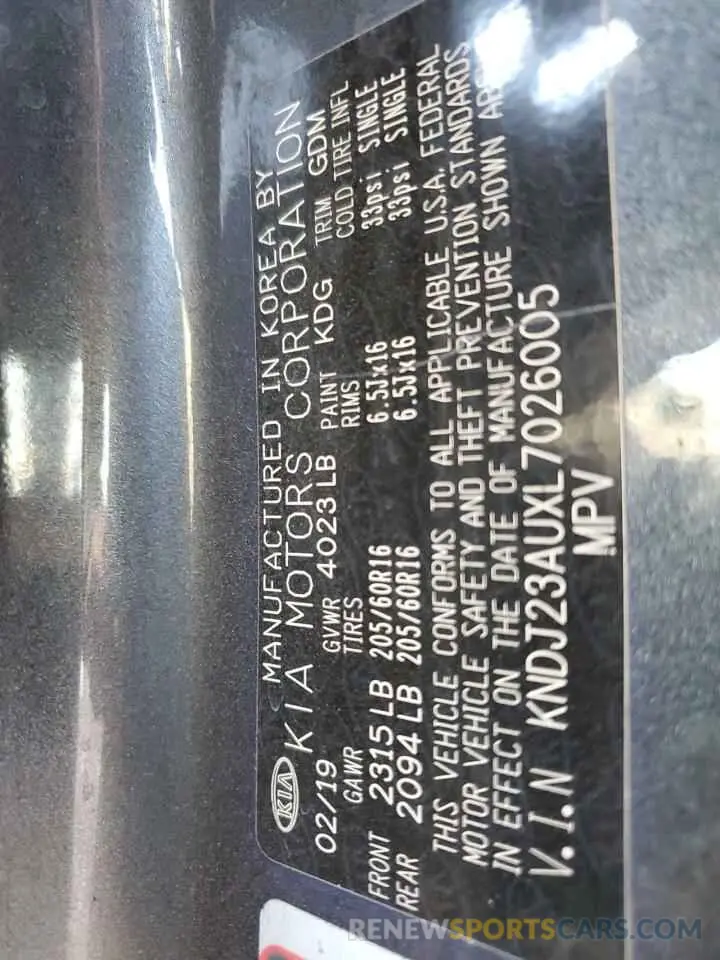 KIA MANUFACTURED IN KOREA BY
KIA MOTORS CORPORATION
02/19 GVWR 4023 LB PAINT KDG TRIM GDM
GAWR TIRES RIMS COLD TIRE INFL
FRONT 2315 LB 205/60R16 6.5Jx16 33psi SINGLE
REAR 2094 LB 205/60R16 6.5Jx16 33psi SINGLE
THIS VEHICLE CONFORMS TO ALL APPLICABLE U.S.A. FEDERAL
MOTOR VEHICLE SAFETY AND THEFT PREVENTION STANDARDS
IN EFFECT ON THE DATE OF MANUFACTURE SHOWN
V.I.N KNDJ23AUXL7026005
MPV
RENEWSPORTSCARS.COM